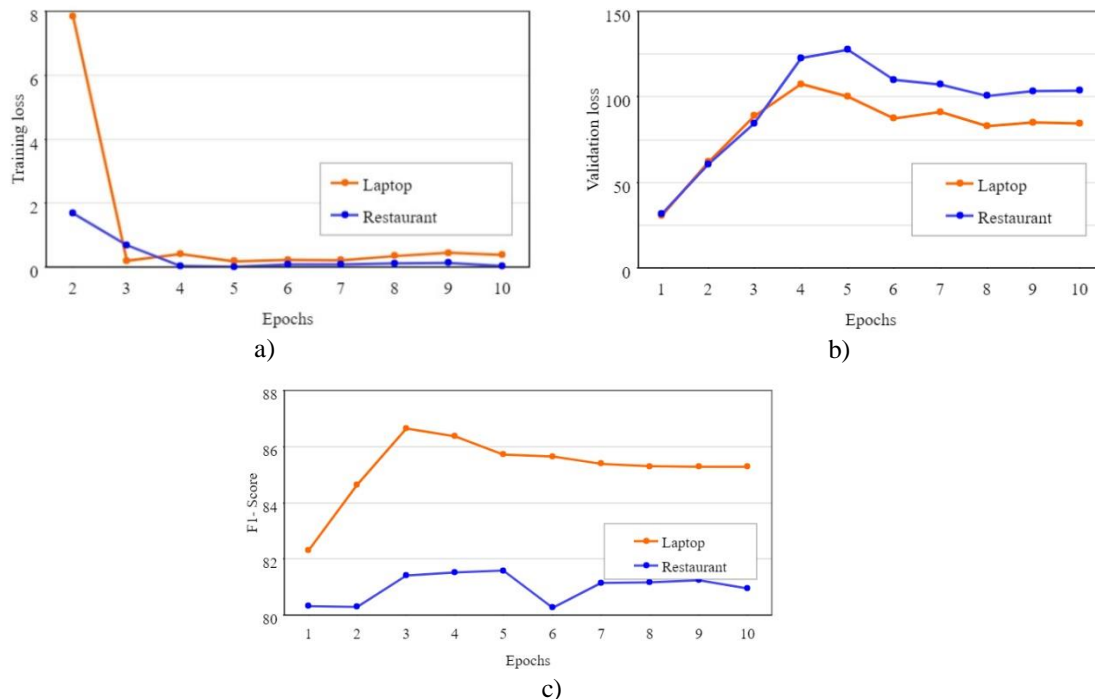 8
6
4
2
0
Training loss
Laptop
Restaurant
2 3 4 5 6 7 8 9 10
Epochs
a)
150
100
50
0
Validation loss
Laptop
Restaurant
1 2 3 4 5 6 7 8 9 10
Epochs
b)
88
86
84
82
80
F1- Score
Laptop
Restaurant
1 2 3 4 5 6 7 8 9 10
Epochs
c)